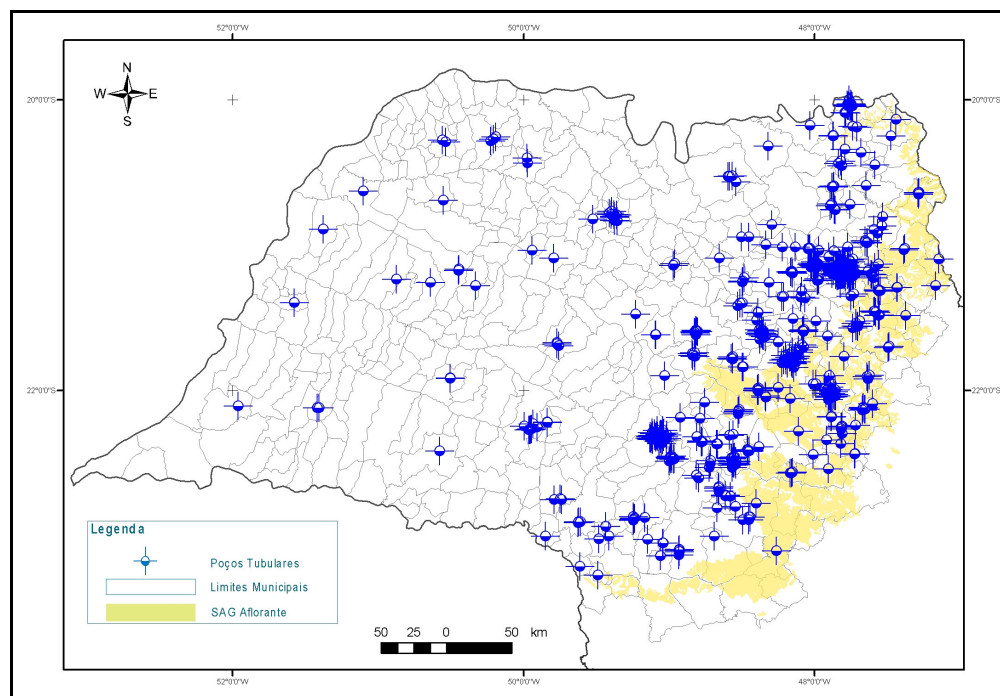 52°0'0"W 50°0'0"W 48°0'0"W
N
W E
S
20°0'0"S 20°0'0"S
22°0'0"S 22°0'0"S
Legenda
Poços Tubulares
Limites Municipais
SAG Aflorante
50 25 0 50 km
52°0'0"W 50°0'0"W 48°0'0"W